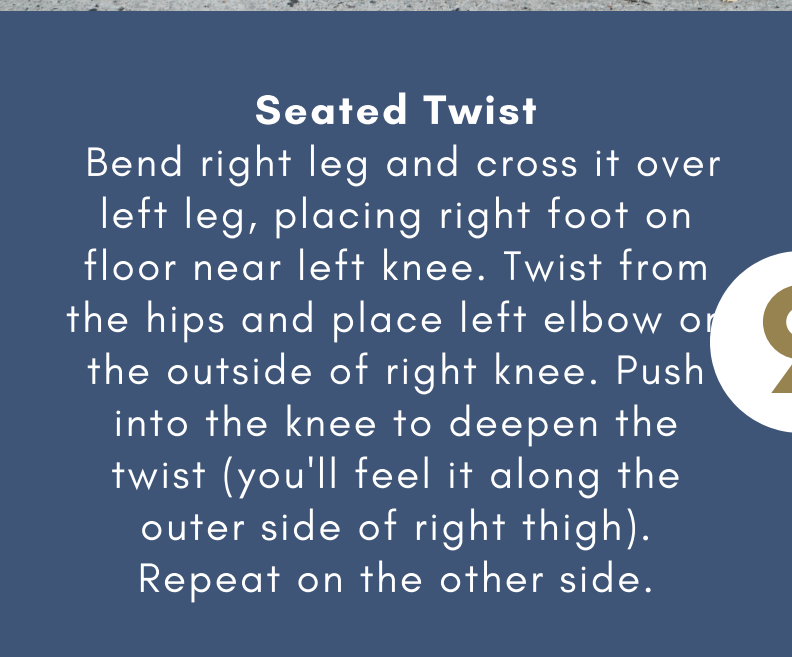 Seated Twist
Bend right leg and cross it over
left leg, placing right foot on
floor near left knee. Twist from
the hips and place left elbow on
the outside of right knee. Push
into the knee to deepen the
twist (you'll feel it along the
outer side of right thigh).
Repeat on the other side.